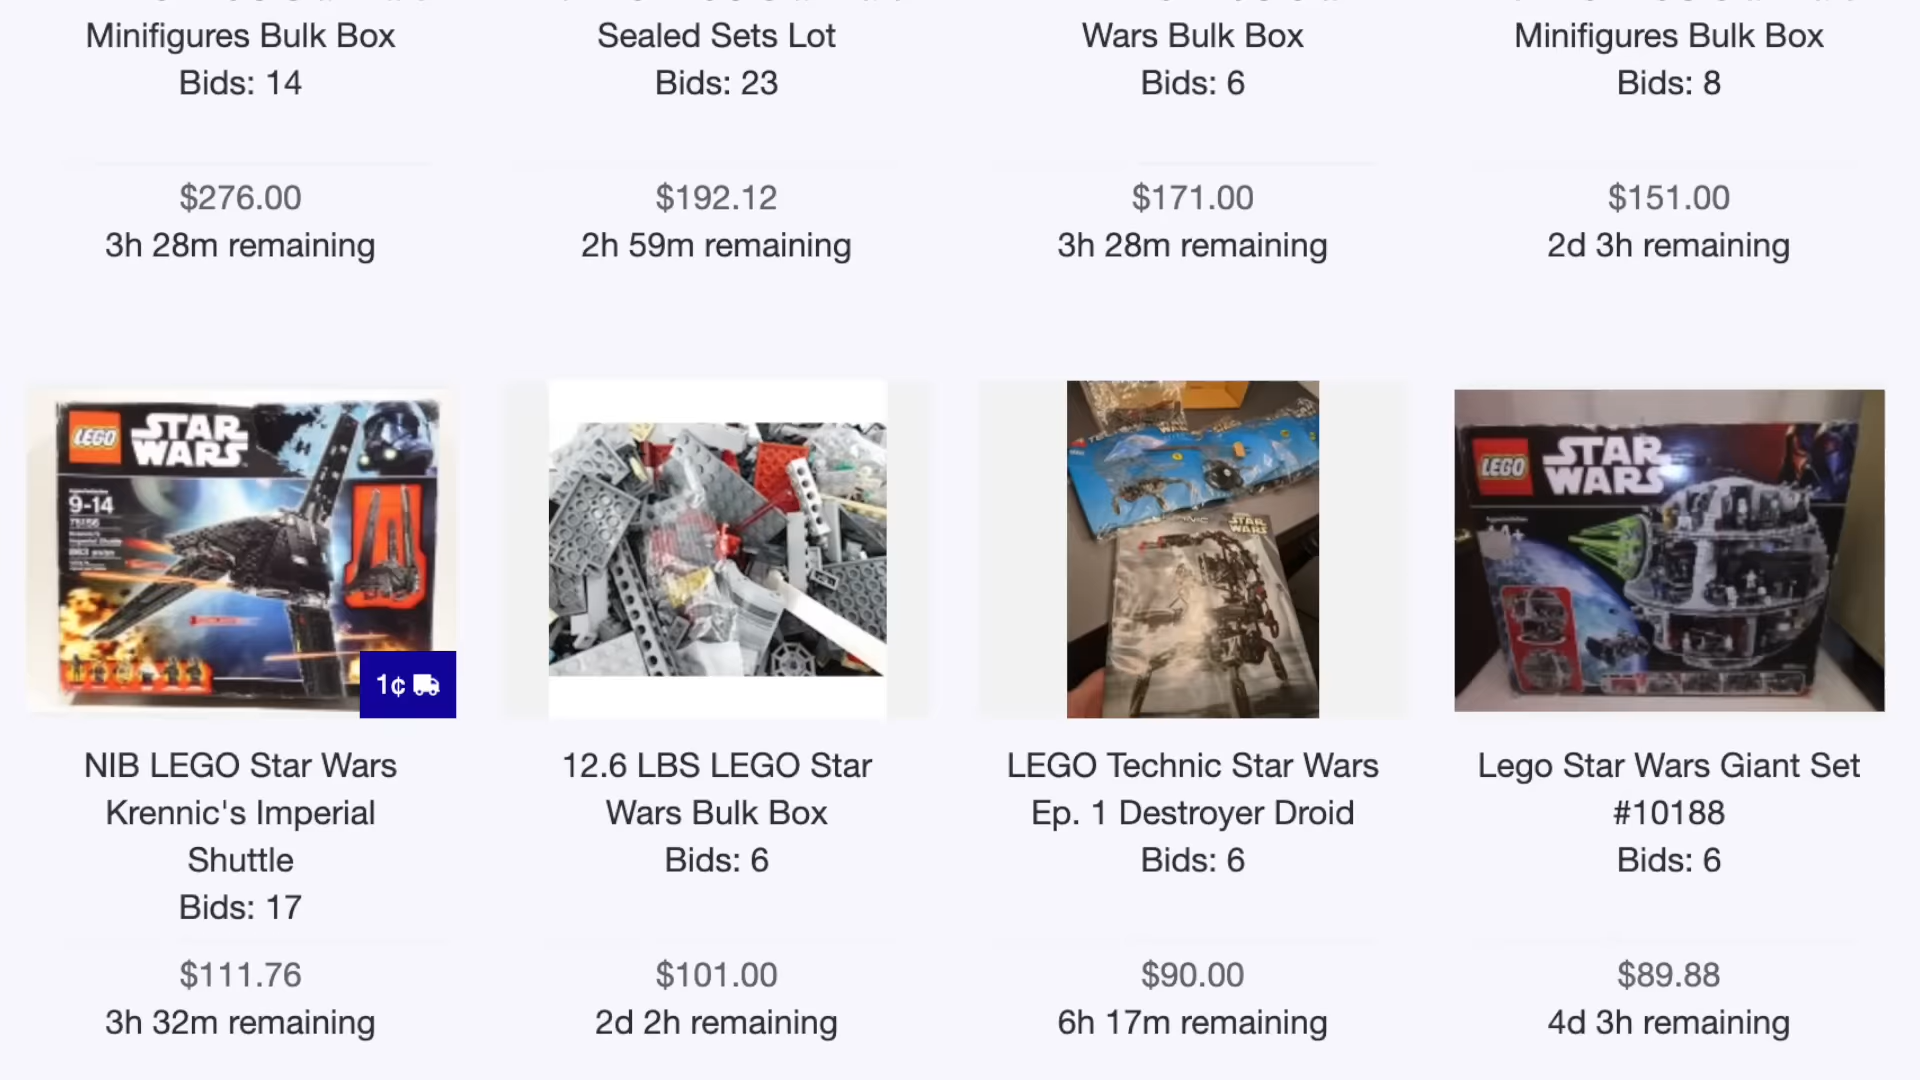 Minifigures Bulk Box
Bids: 14
$276.00
3h 28m remaining
Sealed Sets Lot
Bids: 23
$192.12
2h 59m remaining
Wars Bulk Box
Bids: 6
$171.00
3h 28m remaining
Minifigures Bulk Box
Bids: 8
$151.00
2d 3h remaining
LEGO
STAR
WARS
9-14
75156
1¢
NIB LEGO Star Wars
Krennic's Imperial
Shuttle
Bids: 17
$111.76
3h 32m remaining
12.6 LBS LEGO Star
Wars Bulk Box
Bids: 6
$101.00
2d 2h remaining
STAR
WARS
LEGO Technic Star Wars
Ep. 1 Destroyer Droid
Bids: 6
$90.00
6h 17m remaining
LEGO
STAR
WARS
Lego Star Wars Giant Set
#10188
Bids: 6
$89.88
4d 3h remaining